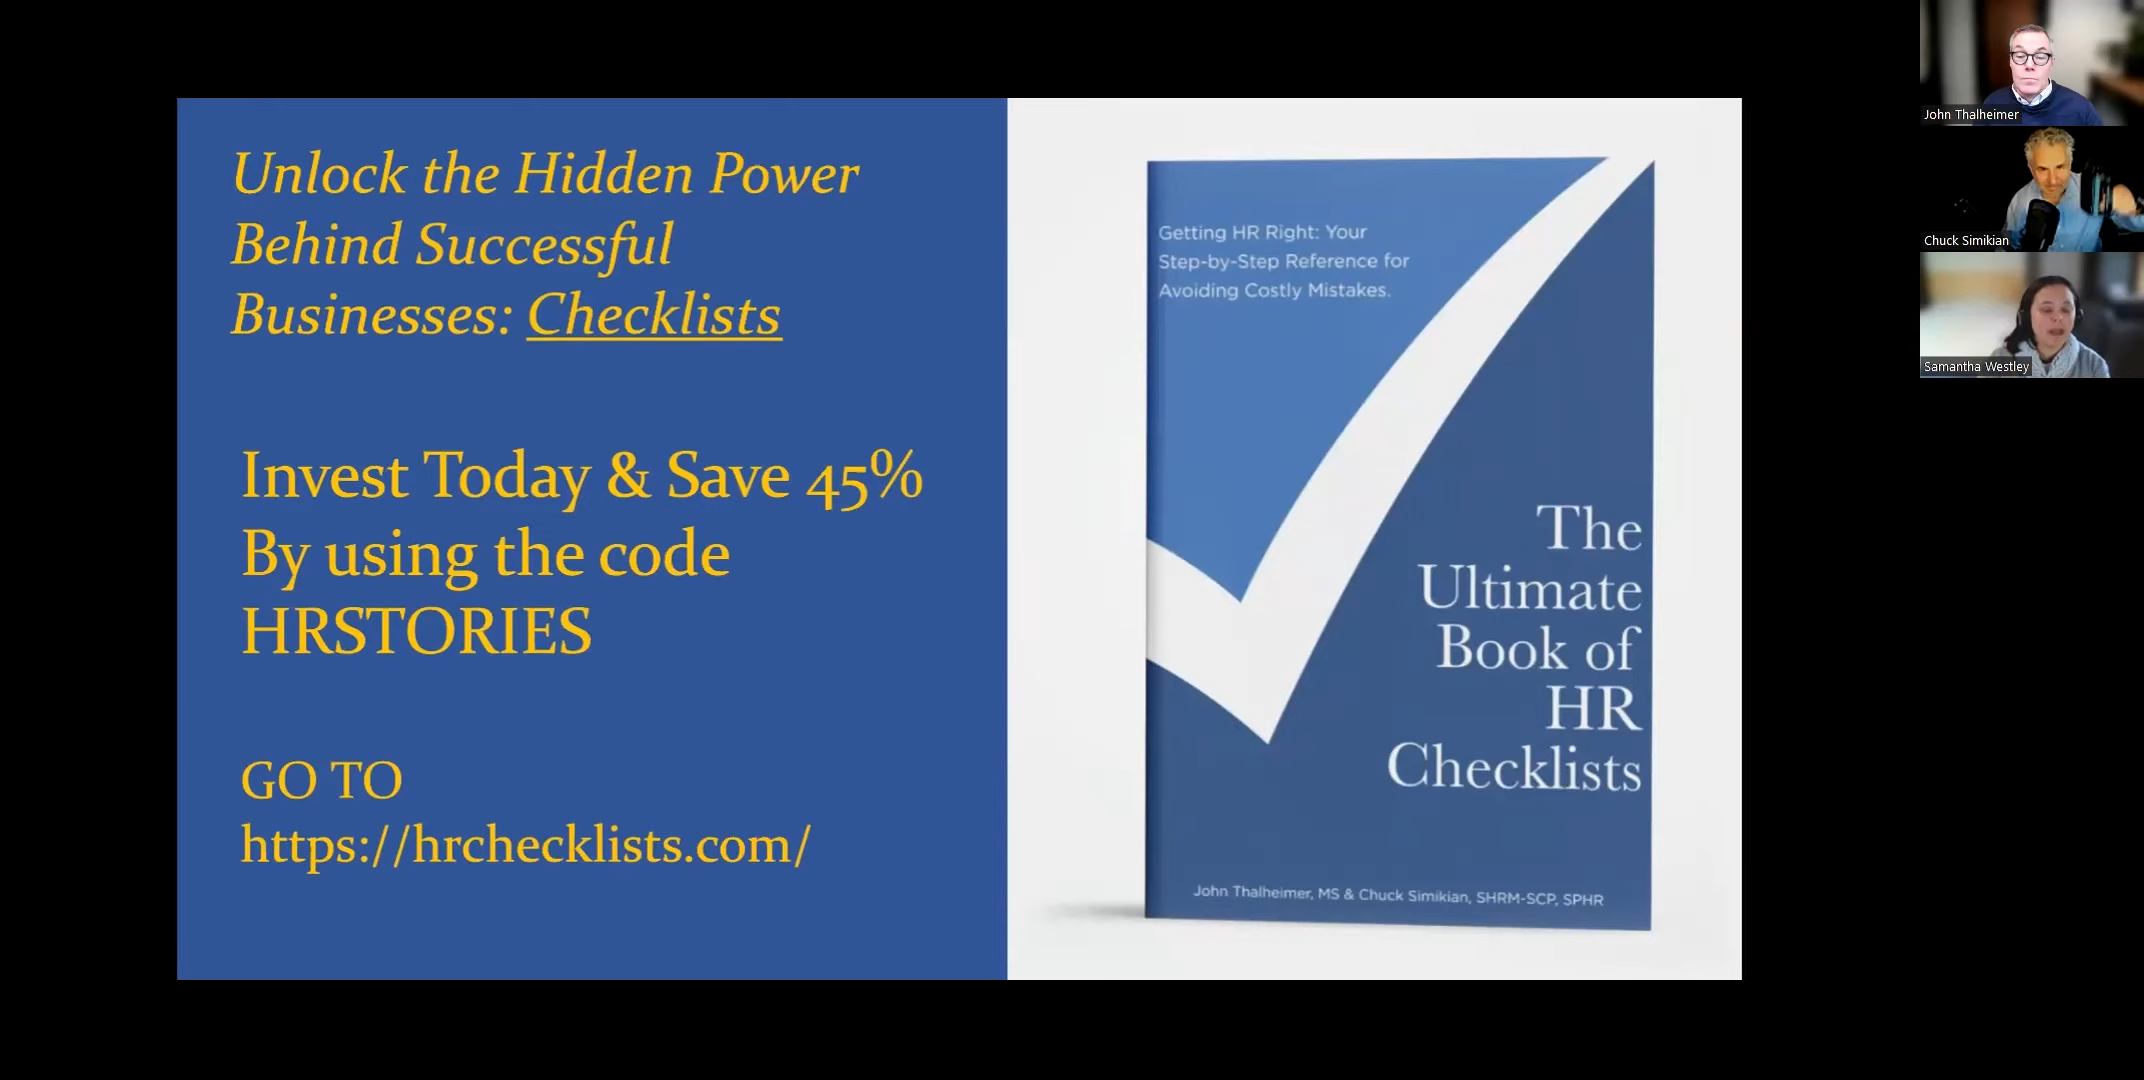 Unlock the Hidden Power
Behind Successful
Businesses: Checklists
Invest Today & Save 45%
By using the code
HRSTORIES
GO TO
https://hrchecklists.com/
Getting HR Right: Your
Step-by-Step Reference for
Avoiding Costly Mistakes.
The
Ultimate
Book of
HR
Checklists
John Thalheimer, MS & Chuck Simikian, SHRM-SCP, SPHR
John Thalheimer
Chuck Simikian
Samantha Westley